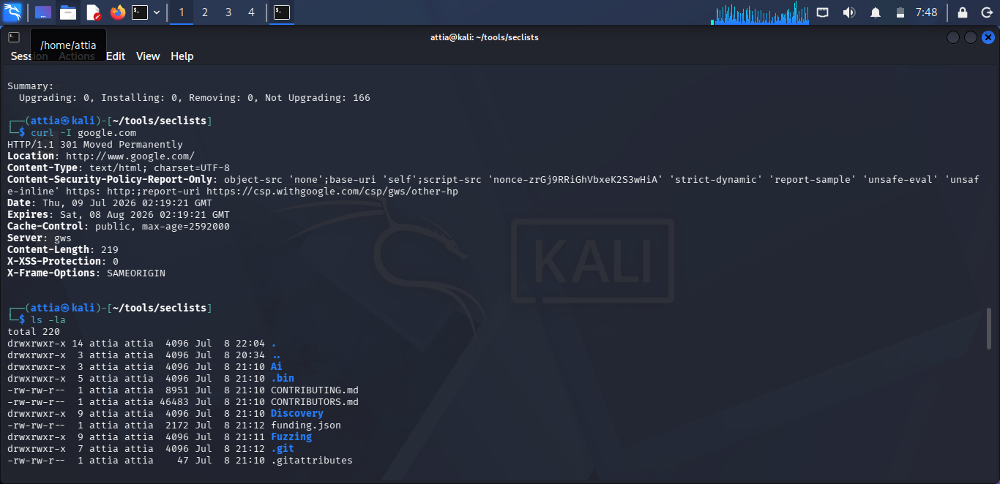 1 2 3 4 7:48
attia@kali: ~/tools/seclists
/home/attia
Session Actions Edit View Help
Summary:
  Upgrading: 0, Installing: 0, Removing: 0, Not Upgrading: 166
┌──(attia㉿kali)-[~/tools/seclists]
└─$ curl -I google.com
HTTP/1.1 301 Moved Permanently
Location: http://www.google.com/
Content-Type: text/html; charset=UTF-8
Content-Security-Policy-Report-Only: object-src 'none';base-uri 'self';script-src 'nonce-zrGj9RRiGhVbxeK2S3wHiA' 'strict-dynamic' 'report-sample' 'unsafe-eval' 'unsaf
e-inline' https: http:;report-uri https://csp.withgoogle.com/csp/gws/other-hp
Date: Thu, 09 Jul 2026 02:19:21 GMT
Expires: Sat, 08 Aug 2026 02:19:21 GMT
Cache-Control: public, max-age=2592000
Server: gws
Content-Length: 219
X-XSS-Protection: 0
X-Frame-Options: SAMEORIGIN
KALI
┌──(attia㉿kali)-[~/tools/seclists]
└─$ ls -la
total 220
drwxrwxr-x 14 attia attia  4096 Jul  8 22:04 .
drwxrwxr-x  3 attia attia  4096 Jul  8 20:34 ..
drwxrwxr-x  3 attia attia  4096 Jul  8 21:10 Ai
drwxrwxr-x  5 attia attia  4096 Jul  8 21:10 .bin
-rw-rw-r--  1 attia attia  8951 Jul  8 21:10 CONTRIBUTING.md
-rw-rw-r--  1 attia attia 46483 Jul  8 21:10 CONTRIBUTORS.md
drwxrwxr-x  9 attia attia  4096 Jul  8 21:10 Discovery
-rw-rw-r--  1 attia attia  2172 Jul  8 21:12 funding.json
drwxrwxr-x  9 attia attia  4096 Jul  8 21:11 Fuzzing
drwxrwxr-x  7 attia attia  4096 Jul  8 21:12 .git
-rw-rw-r--  1 attia attia    47 Jul  8 21:10 .gitattributes